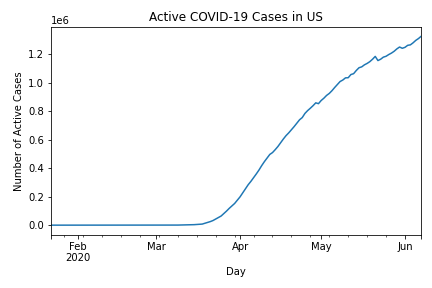 Active COVID-19 Cases in US
1e6
1.2
1.0
0.8
0.6
0.4
0.2
0.0
Number of Active Cases
Feb
2020
Mar
Apr
May
Jun
Day